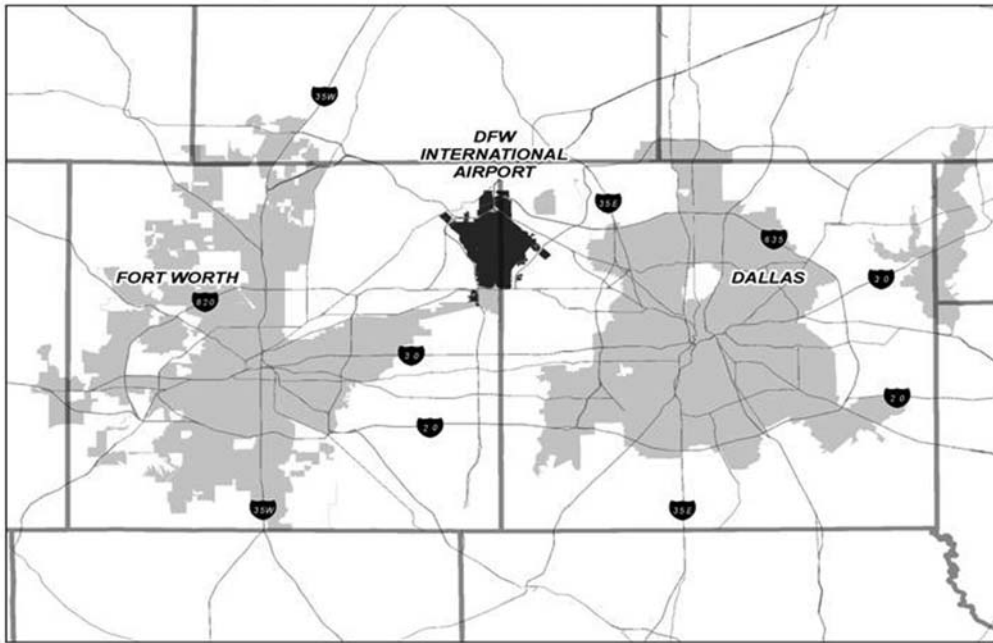 35W
DFW
INTERNATIONAL
AIRPORT
35E
635
FORT WORTH
DALLAS
30
820
30
20
20
35W
35E